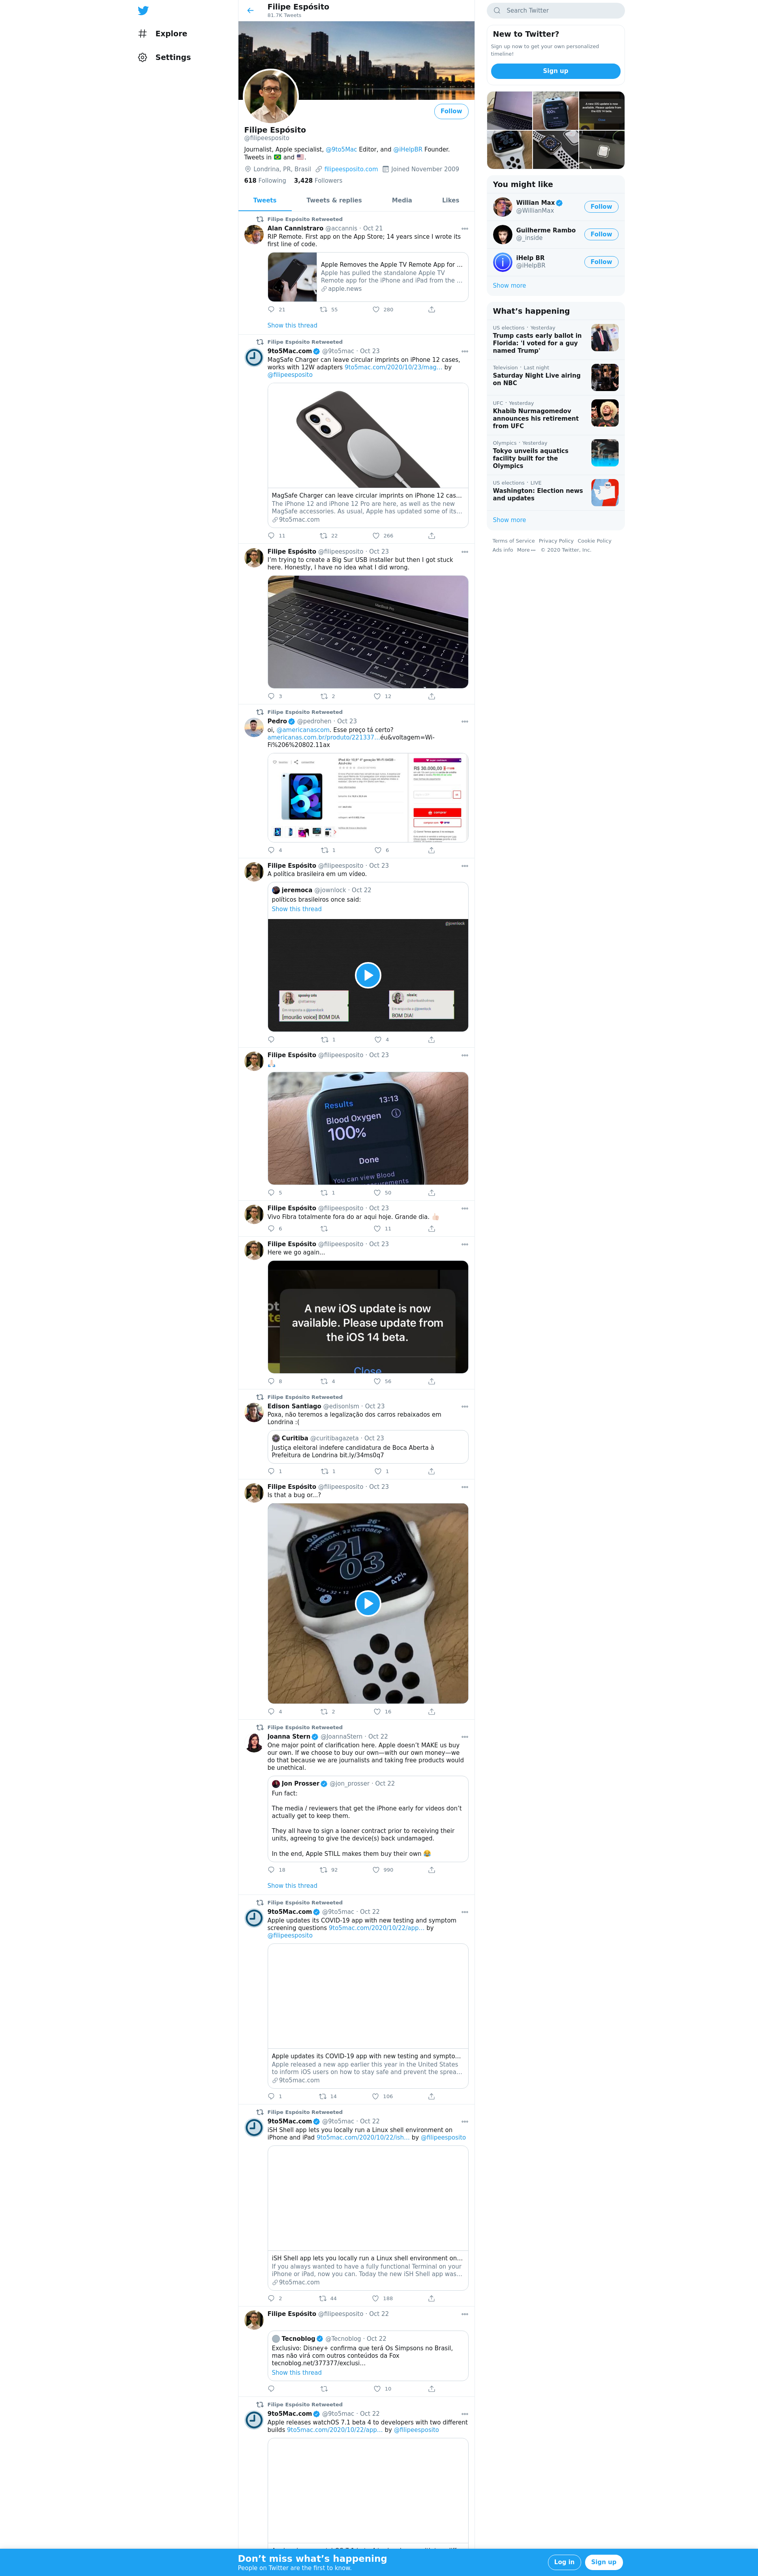 Explore
Settings
Filipe Espósito
81.7K Tweets
Follow
Filipe Espósito
@filipeesposito
Journalist, Apple specialist, @9to5Mac Editor, and @iHelpBR Founder.
Tweets in 🇧🇷 and 🇺🇸.
Londrina, PR, Brasil filipeesposito.com Joined November 2009
618 Following 3,428 Followers
Tweets Tweets & replies Media Likes
Filipe Espósito Retweeted
Alan Cannistraro @accannis · Oct 21
RIP Remote. First app on the App Store; 14 years since I wrote its
first line of code.
Apple Removes the Apple TV Remote App for ...
Apple has pulled the standalone Apple TV
Remote app for the iPhone and iPad from the ...
apple.news
21 55 280
Show this thread
Filipe Espósito Retweeted
9to5Mac.com @9to5mac · Oct 23
MagSafe Charger can leave circular imprints on iPhone 12 cases,
works with 12W adapters 9to5mac.com/2020/10/23/mag... by
@filipeesposito
MagSafe Charger can leave circular imprints on iPhone 12 cas...
The iPhone 12 and iPhone 12 Pro are here, as well as the new
MagSafe accessories. As usual, Apple has updated some of its...
9to5mac.com
11 22 266
Filipe Espósito @filipeesposito · Oct 23
I'm trying to create a Big Sur USB installer but then I got stuck
here. Honestly, I have no idea what I did wrong.
MacBook Pro
3 2 12
Filipe Espósito Retweeted
Pedro @pedrohen · Oct 23
oi, @americanascom. Esse preço tá certo?
americanas.com.br/produto/221337...éu&voltagem=Wi-
Fi%206%20802.11ax
R$ 30.000,00
4 1 6
Filipe Espósito @filipeesposito · Oct 23
A política brasileira em um vídeo.
jeremoca @jownlock · Oct 22
políticos brasileiros once said:
Show this thread
@jownlock
[mourão voice] BOM DIA
BOM DIA!
1 4
Filipe Espósito @filipeesposito · Oct 23
13:13
Results
Blood Oxygen
100%
Done
You can view Blood
5 1 50
Filipe Espósito @filipeesposito · Oct 23
Vivo Fibra totalmente fora do ar aqui hoje. Grande dia. 👍🏻
6 11
Filipe Espósito @filipeesposito · Oct 23
Here we go again...
A new iOS update is now
available. Please update from
the iOS 14 beta.
Close
8 4 56
Filipe Espósito Retweeted
Edison Santiago @edisonlsm · Oct 23
Poxa, não teremos a legalização dos carros rebaixados em
Londrina :(
Curitiba @curitibagazeta · Oct 23
Justiça eleitoral indefere candidatura de Boca Aberta à
Prefeitura de Londrina bit.ly/34ms0q7
1 1 1
Filipe Espósito @filipeesposito · Oct 23
Is that a bug or...?
26°
THURSDAY, 22 OCTOBER
21
03
47%
4 2 16
Filipe Espósito Retweeted
Joanna Stern @JoannaStern · Oct 22
One major point of clarification here. Apple doesn't MAKE us buy
our own. If we choose to buy our own—with our own money—we
do that because we are journalists and taking free products would
be unethical.
Jon Prosser @jon_prosser · Oct 22
Fun fact:
The media / reviewers that get the iPhone early for videos don't
actually get to keep them.
They all have to sign a loaner contract prior to receiving their
units, agreeing to give the device(s) back undamaged.
In the end, Apple STILL makes them buy their own 😂
18 92 990
Show this thread
Filipe Espósito Retweeted
9to5Mac.com @9to5mac · Oct 22
Apple updates its COVID-19 app with new testing and symptom
screening questions 9to5mac.com/2020/10/22/app... by
@filipeesposito
Apple updates its COVID-19 app with new testing and sympto...
Apple released a new app earlier this year in the United States
to inform iOS users on how to stay safe and prevent the sprea...
9to5mac.com
1 14 106
Filipe Espósito Retweeted
9to5Mac.com @9to5mac · Oct 22
iSH Shell app lets you locally run a Linux shell environment on
iPhone and iPad 9to5mac.com/2020/10/22/ish... by @filipeesposito
iSH Shell app lets you locally run a Linux shell environment on...
If you always wanted to have a fully functional Terminal on your
iPhone or iPad, now you can. Today the new iSH Shell app was...
9to5mac.com
2 44 188
Filipe Espósito @filipeesposito · Oct 22
Tecnoblog @Tecnoblog · Oct 22
Exclusivo: Disney+ confirma que terá Os Simpsons no Brasil,
mas não virá com outros conteúdos da Fox
tecnoblog.net/377377/exclusi...
Show this thread
10
Filipe Espósito Retweeted
9to5Mac.com @9to5mac · Oct 22
Apple releases watchOS 7.1 beta 4 to developers with two different
builds 9to5mac.com/2020/10/22/app... by @filipeesposito
Search Twitter
New to Twitter?
Sign up now to get your own personalized
timeline!
Sign up
You might like
Willian Max
@WillianMax
Follow
Guilherme Rambo
@_inside
Follow
iHelp BR
@iHelpBR
Follow
Show more
What's happening
US elections · Yesterday
Trump casts early ballot in
Florida: 'I voted for a guy
named Trump'
Television · Last night
Saturday Night Live airing
on NBC
UFC · Yesterday
Khabib Nurmagomedov
announces his retirement
from UFC
Olympics · Yesterday
Tokyo unveils aquatics
facility built for the
Olympics
US elections · LIVE
Washington: Election news
and updates
Show more
Terms of Service Privacy Policy Cookie Policy
Ads info More © 2020 Twitter, Inc.
Don't miss what's happening
People on Twitter are the first to know.
Log in Sign up